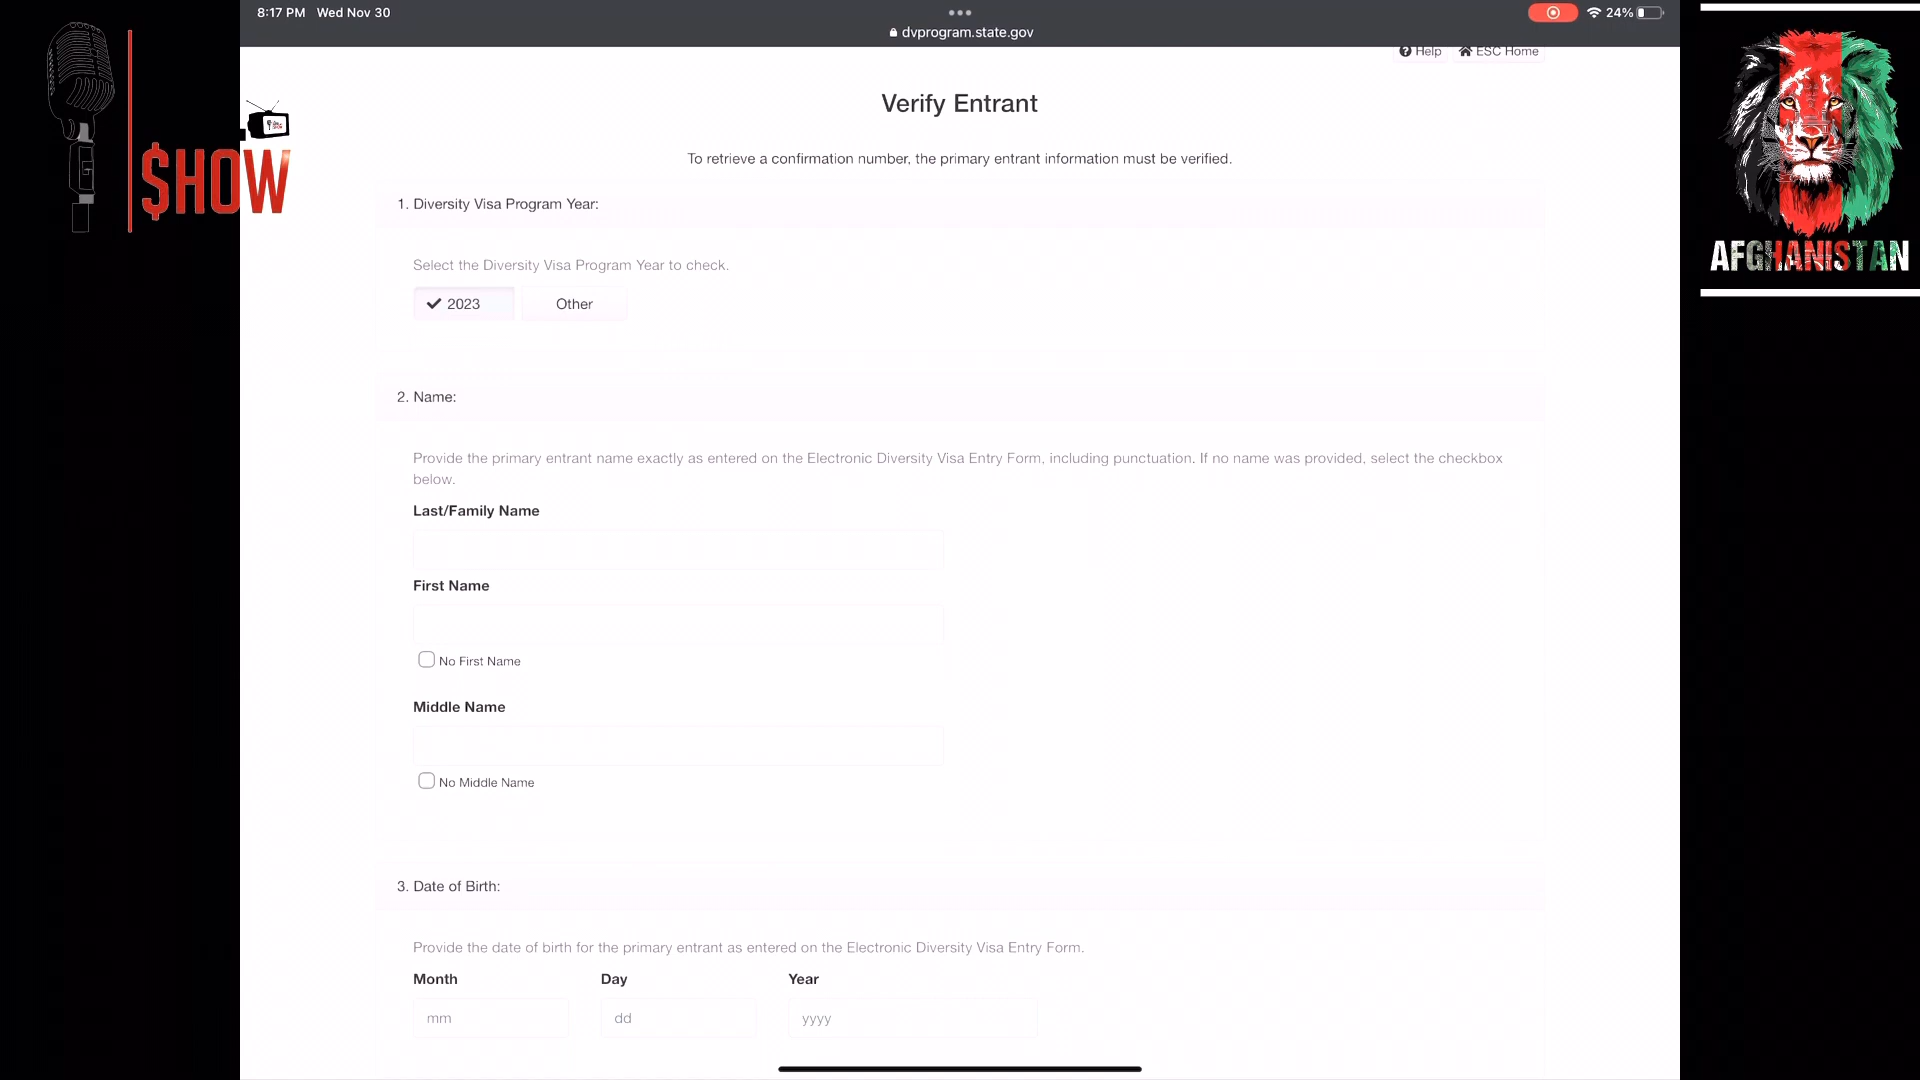 8:17 PM Wed Nov 30
24%
dvprogram.state.gov
Help
ESC Home
$HOW
AFGHANISTAN
Verify Entrant
To retrieve a confirmation number, the primary entrant information must be verified.
1. Diversity Visa Program Year:
Select the Diversity Visa Program Year to check.
2023
Other
2. Name:
Provide the primary entrant name exactly as entered on the Electronic Diversity Visa Entry Form, including punctuation. If no name was provided, select the checkbox
below.
Last/Family Name
First Name
No First Name
Middle Name
No Middle Name
3. Date of Birth:
Provide the date of birth for the primary entrant as entered on the Electronic Diversity Visa Entry Form.
Month Day Year
mm dd yyyy